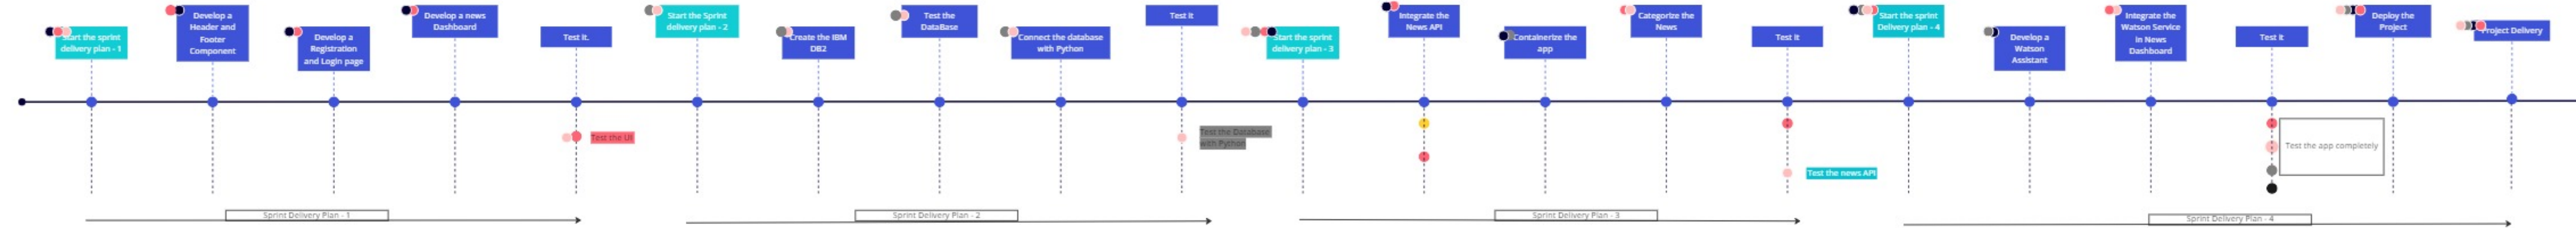 Start the sprint
delivery plan - 1
Develop a
Header and
Footer
Component
Develop a
Registration
and Login page
Develop a news
Dashboard
Test it.
Start the Sprint
delivery plan - 2
Create the IBM
DB2
Test the
DataBase
Connect the database
with Python
Test it
Start the sprint
delivery plan - 3
Integrate the
News API
Containerize the
app
Categorize the
News
Test it
Start the sprint
Delivery plan - 4
Develop a
Watson
Assistant
Integrate the
Watson Service
in News
Dashboard
Test it
Deploy the
Project
Project Delivery
Test the UI
Test the Database
with Python
Test the news API
Test the app completely
Sprint Delivery Plan - 1
Sprint Delivery Plan - 2
Sprint Delivery Plan - 3
Sprint Delivery Plan - 4